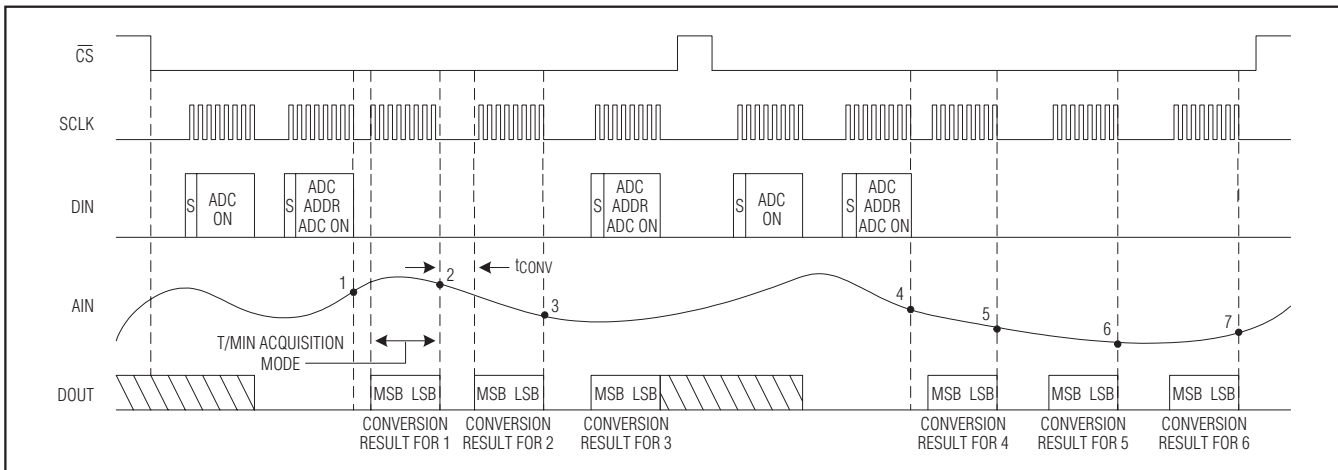 CS
SCLK
DIN
S
ADC
ON
S
ADC
ADDR
ADC ON
S
ADC
ADDR
ADC ON
S
ADC
ON
S
ADC
ADDR
ADC ON
AIN
1
2
tCONV
3
4
5
6
7
T/MIN ACQUISITION
MODE
DOUT
MSB LSB
MSB LSB
MSB LSB
MSB LSB
MSB LSB
MSB LSB
CONVERSION
RESULT FOR 1
CONVERSION
RESULT FOR 2
CONVERSION
RESULT FOR 3
CONVERSION
RESULT FOR 4
CONVERSION
RESULT FOR 5
CONVERSION
RESULT FOR 6